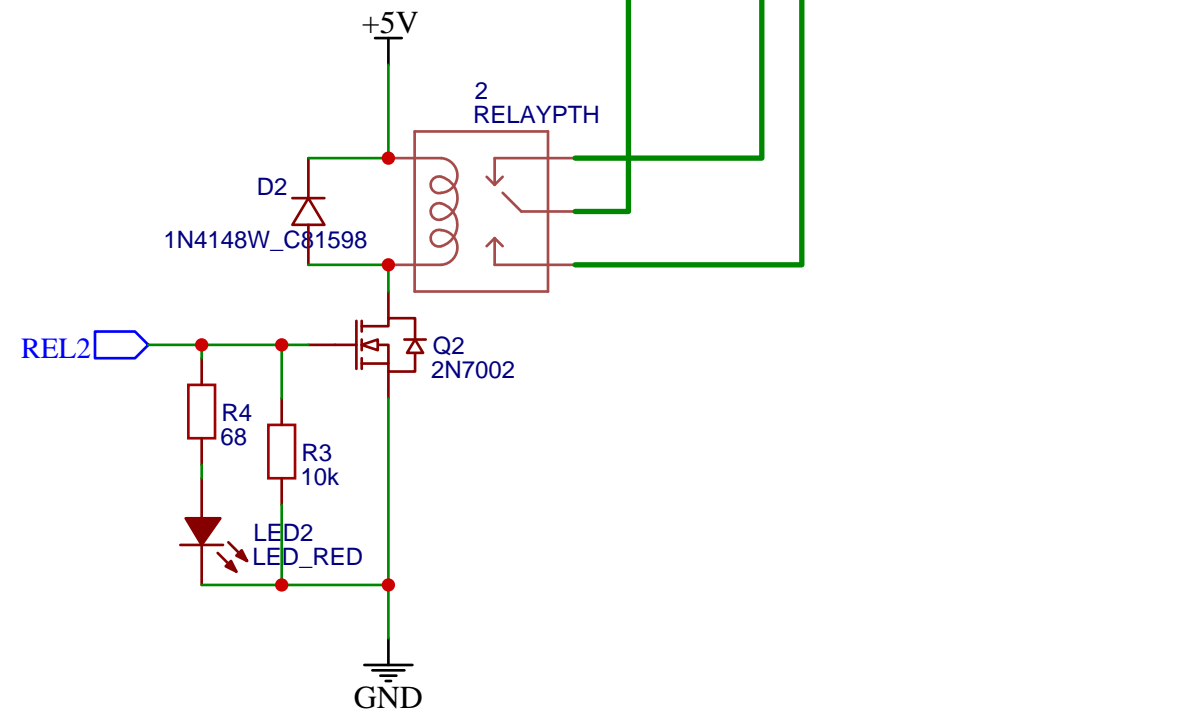 +5V
2
RELAYPTH
D2
1N4148W_C81598
REL2
Q2
2N7002
R4
68
R3
10k
LED2
LED_RED
GND